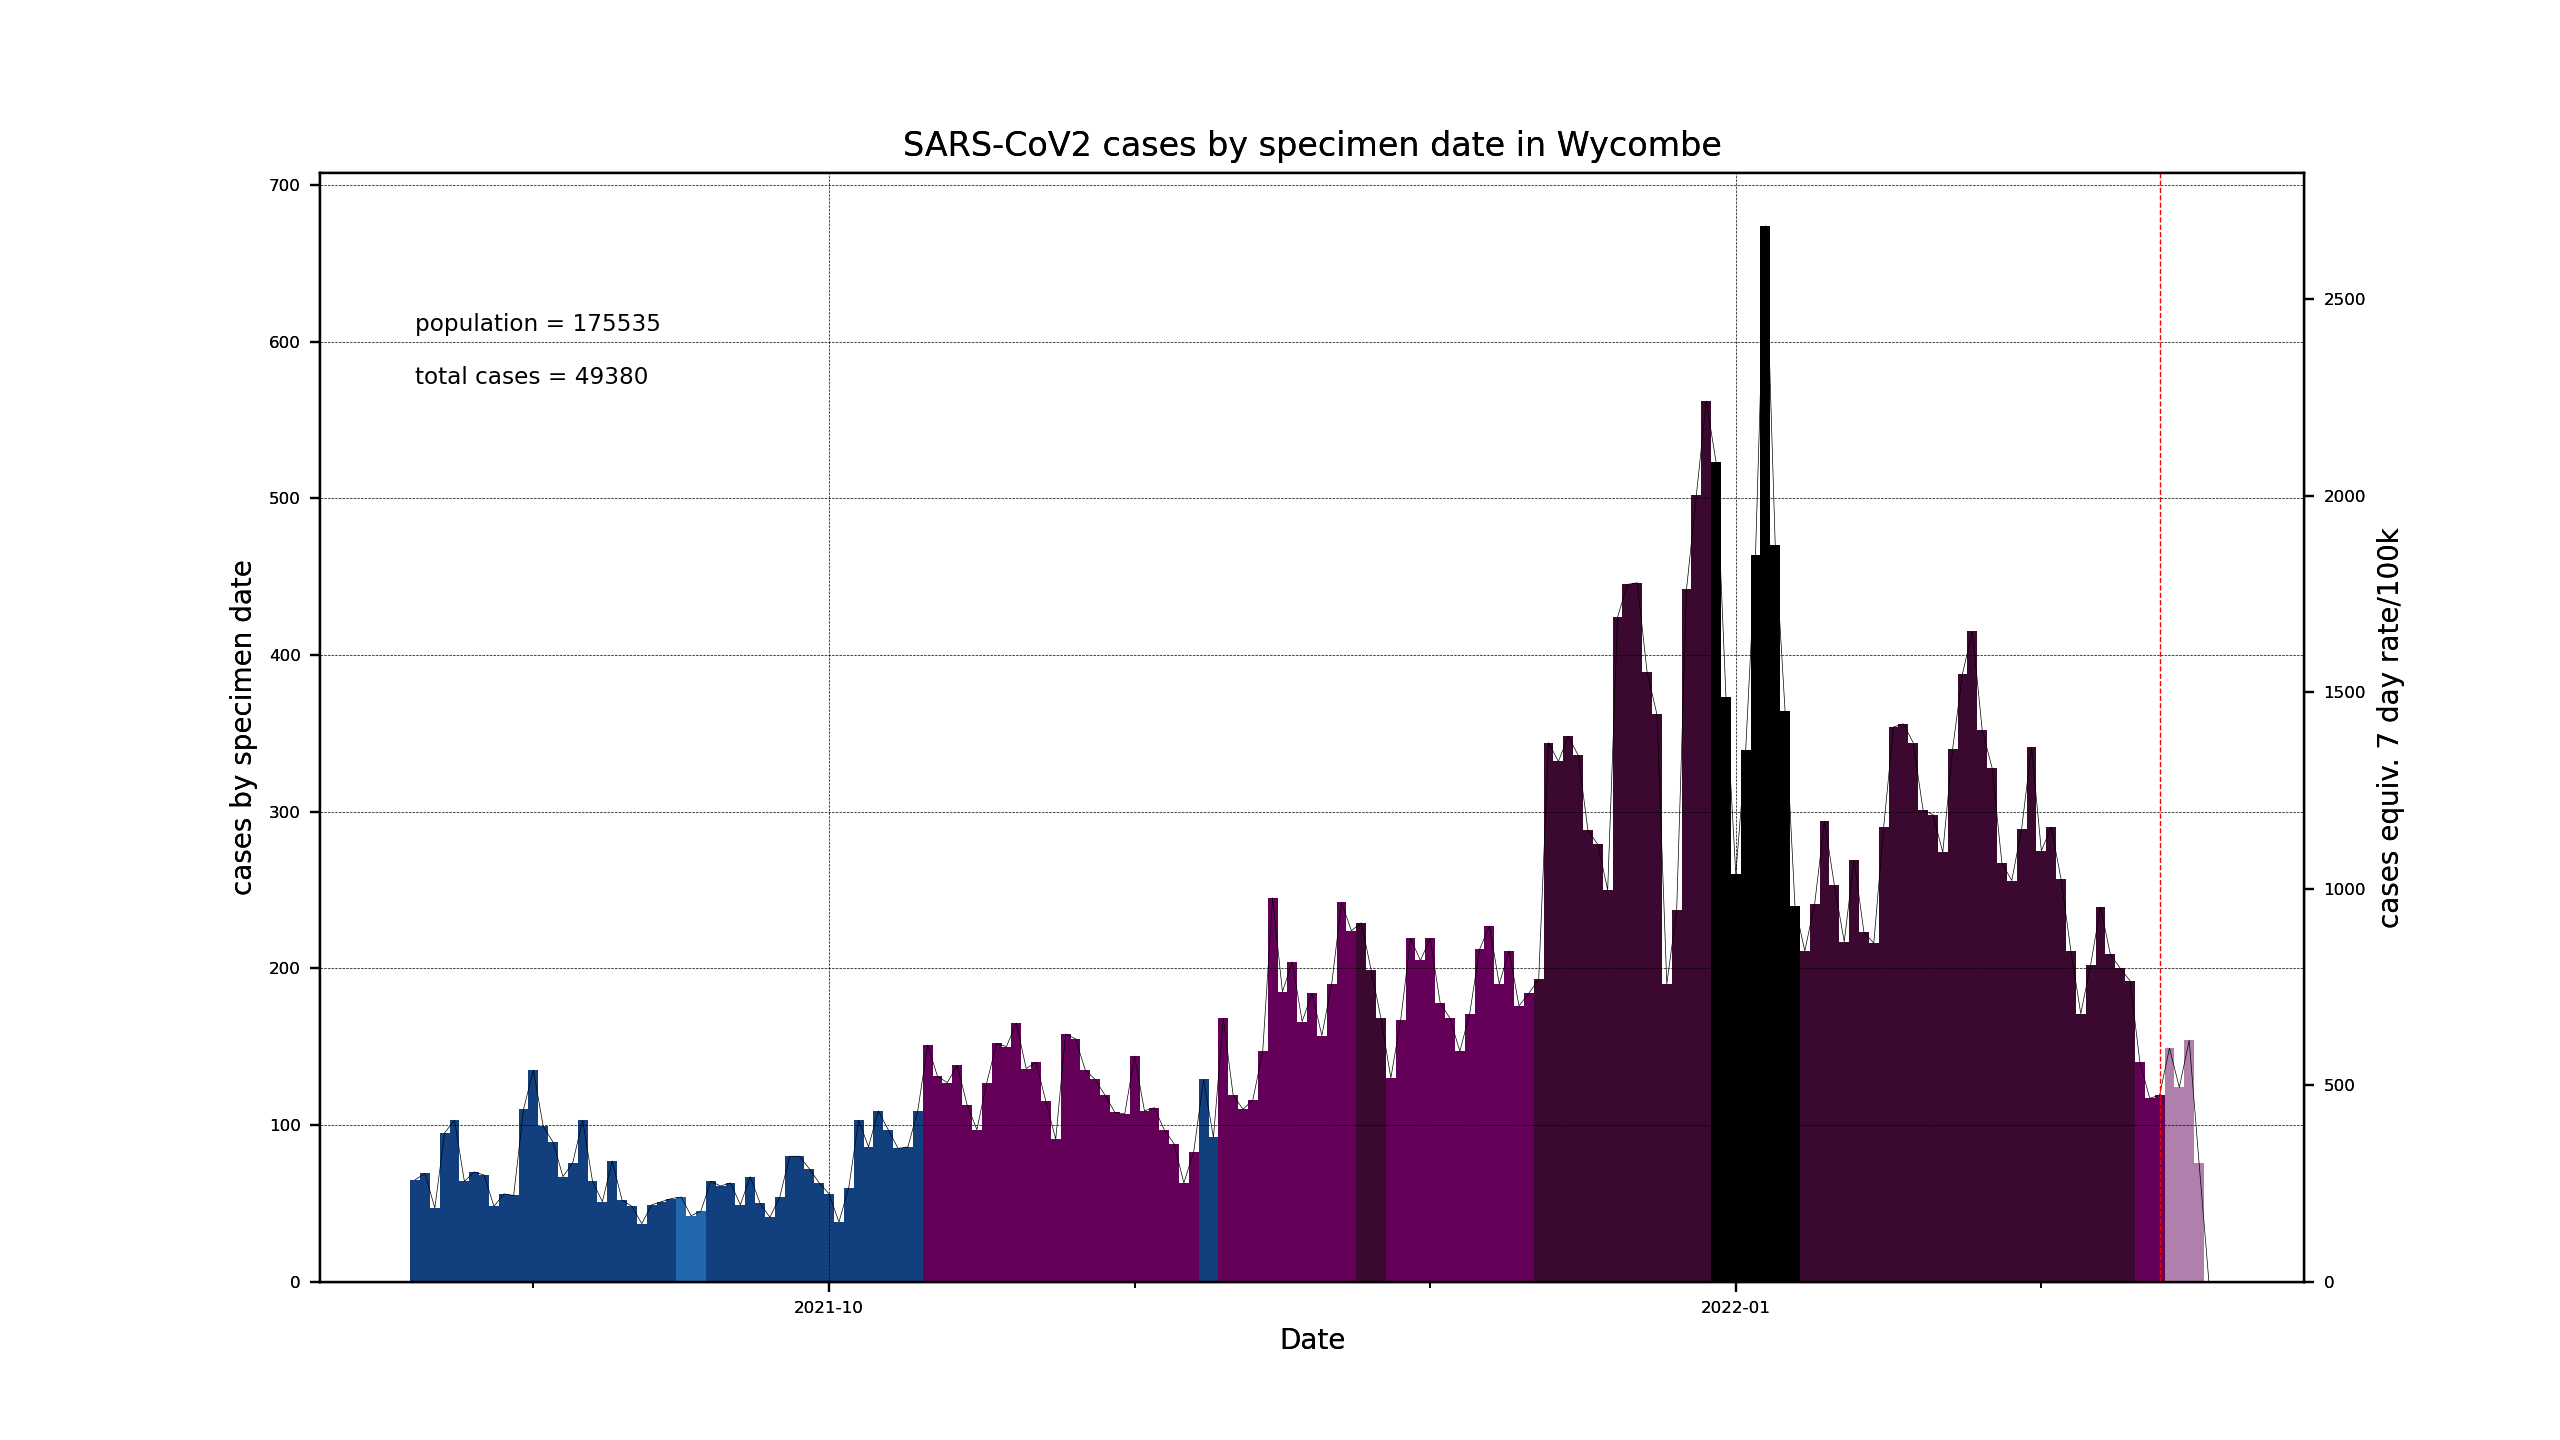 SARS-CoV2 cases by specimen date in Wycombe
population = 175535
total cases = 49380
cases by specimen date
700
600
500
400
300
200
100
0
2500
2000
1500
1000
500
0
cases equiv. 7 day rate/100k
2021-10
2022-01
Date